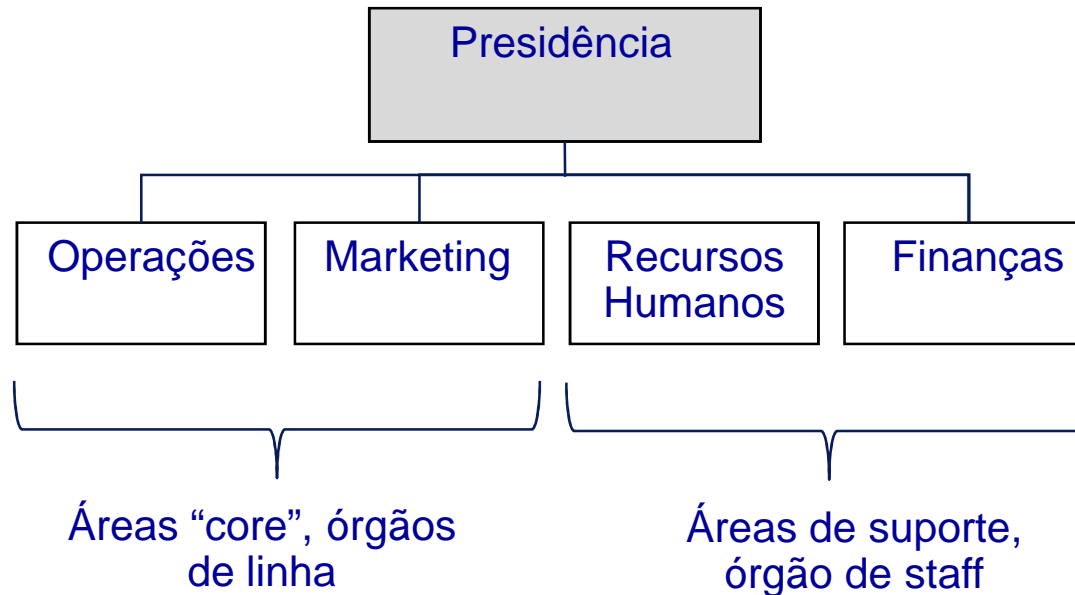 Presidência
Operações
Marketing
Recursos
Humanos
Finanças
Áreas “core”, órgãos
de linha
Áreas de suporte,
órgão de staff